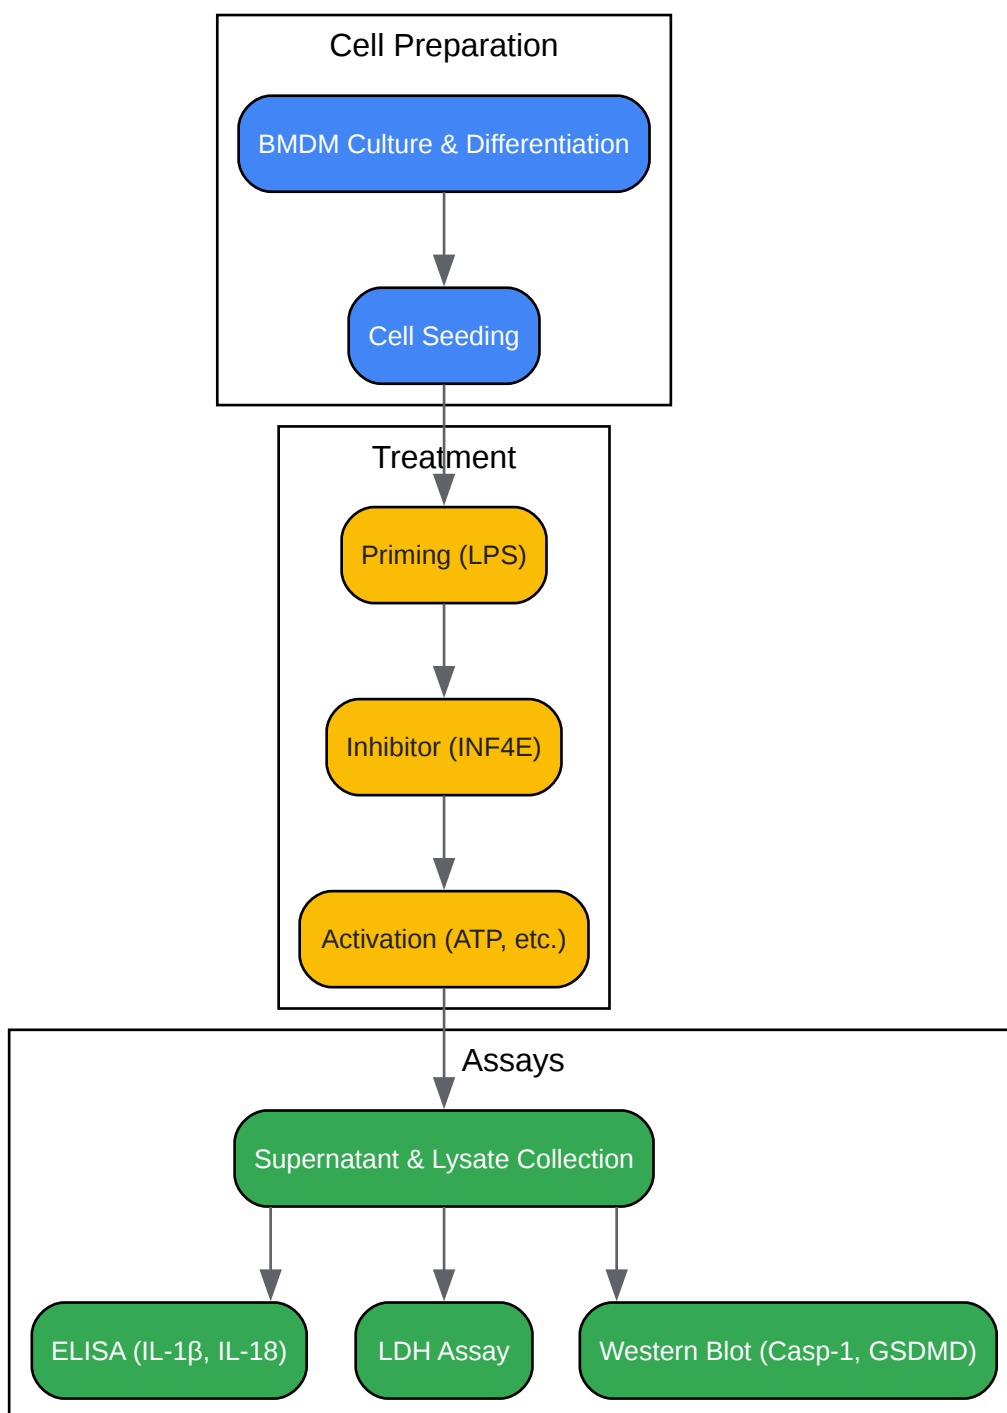 Cell Preparation
BMDM Culture & Differentiation
Cell Seeding
Treatment
Priming (LPS)
Inhibitor (INF4E)
Activation (ATP, etc.)
Assays
Supernatant & Lysate Collection
ELISA (IL-1β, IL-18)
LDH Assay
Western Blot (Casp-1, GSDMD)